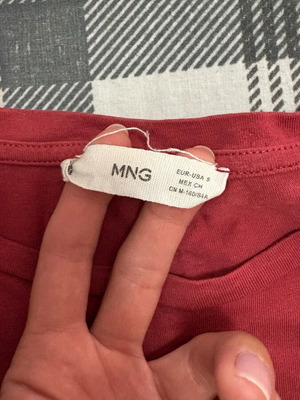 MNG
EUR-USA S
MEX CH
CN M-160/84A